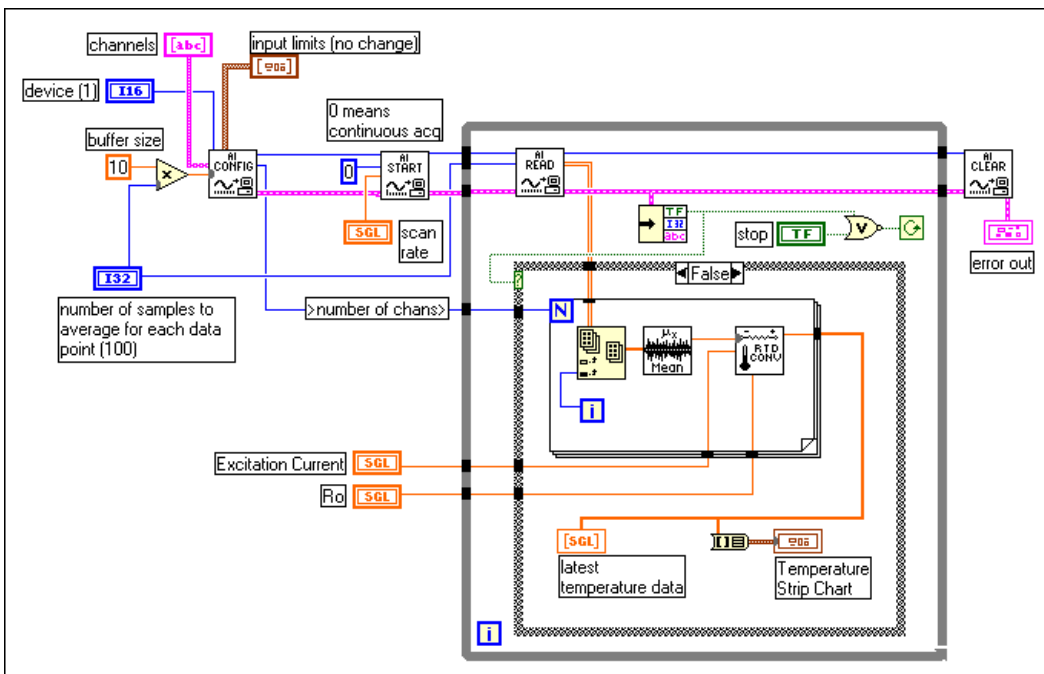 channels
[abc]
input limits (no change)
device (1)
I16
0 means
continuous acq
buffer size
10
x
AI
CONFIG
0
AI
START
AI
READ
AI
CLEAR
SGL
scan
rate
TF
I32
abc
stop
TF
V
error out
I32
number of samples to
average for each data
point (100)
>number of chans>
?
False
N
μx
Mean
RTD
CONV
i
Excitation Current
SGL
Ro
SGL
[SGL]
latest
temperature data
Temperature
Strip Chart
i